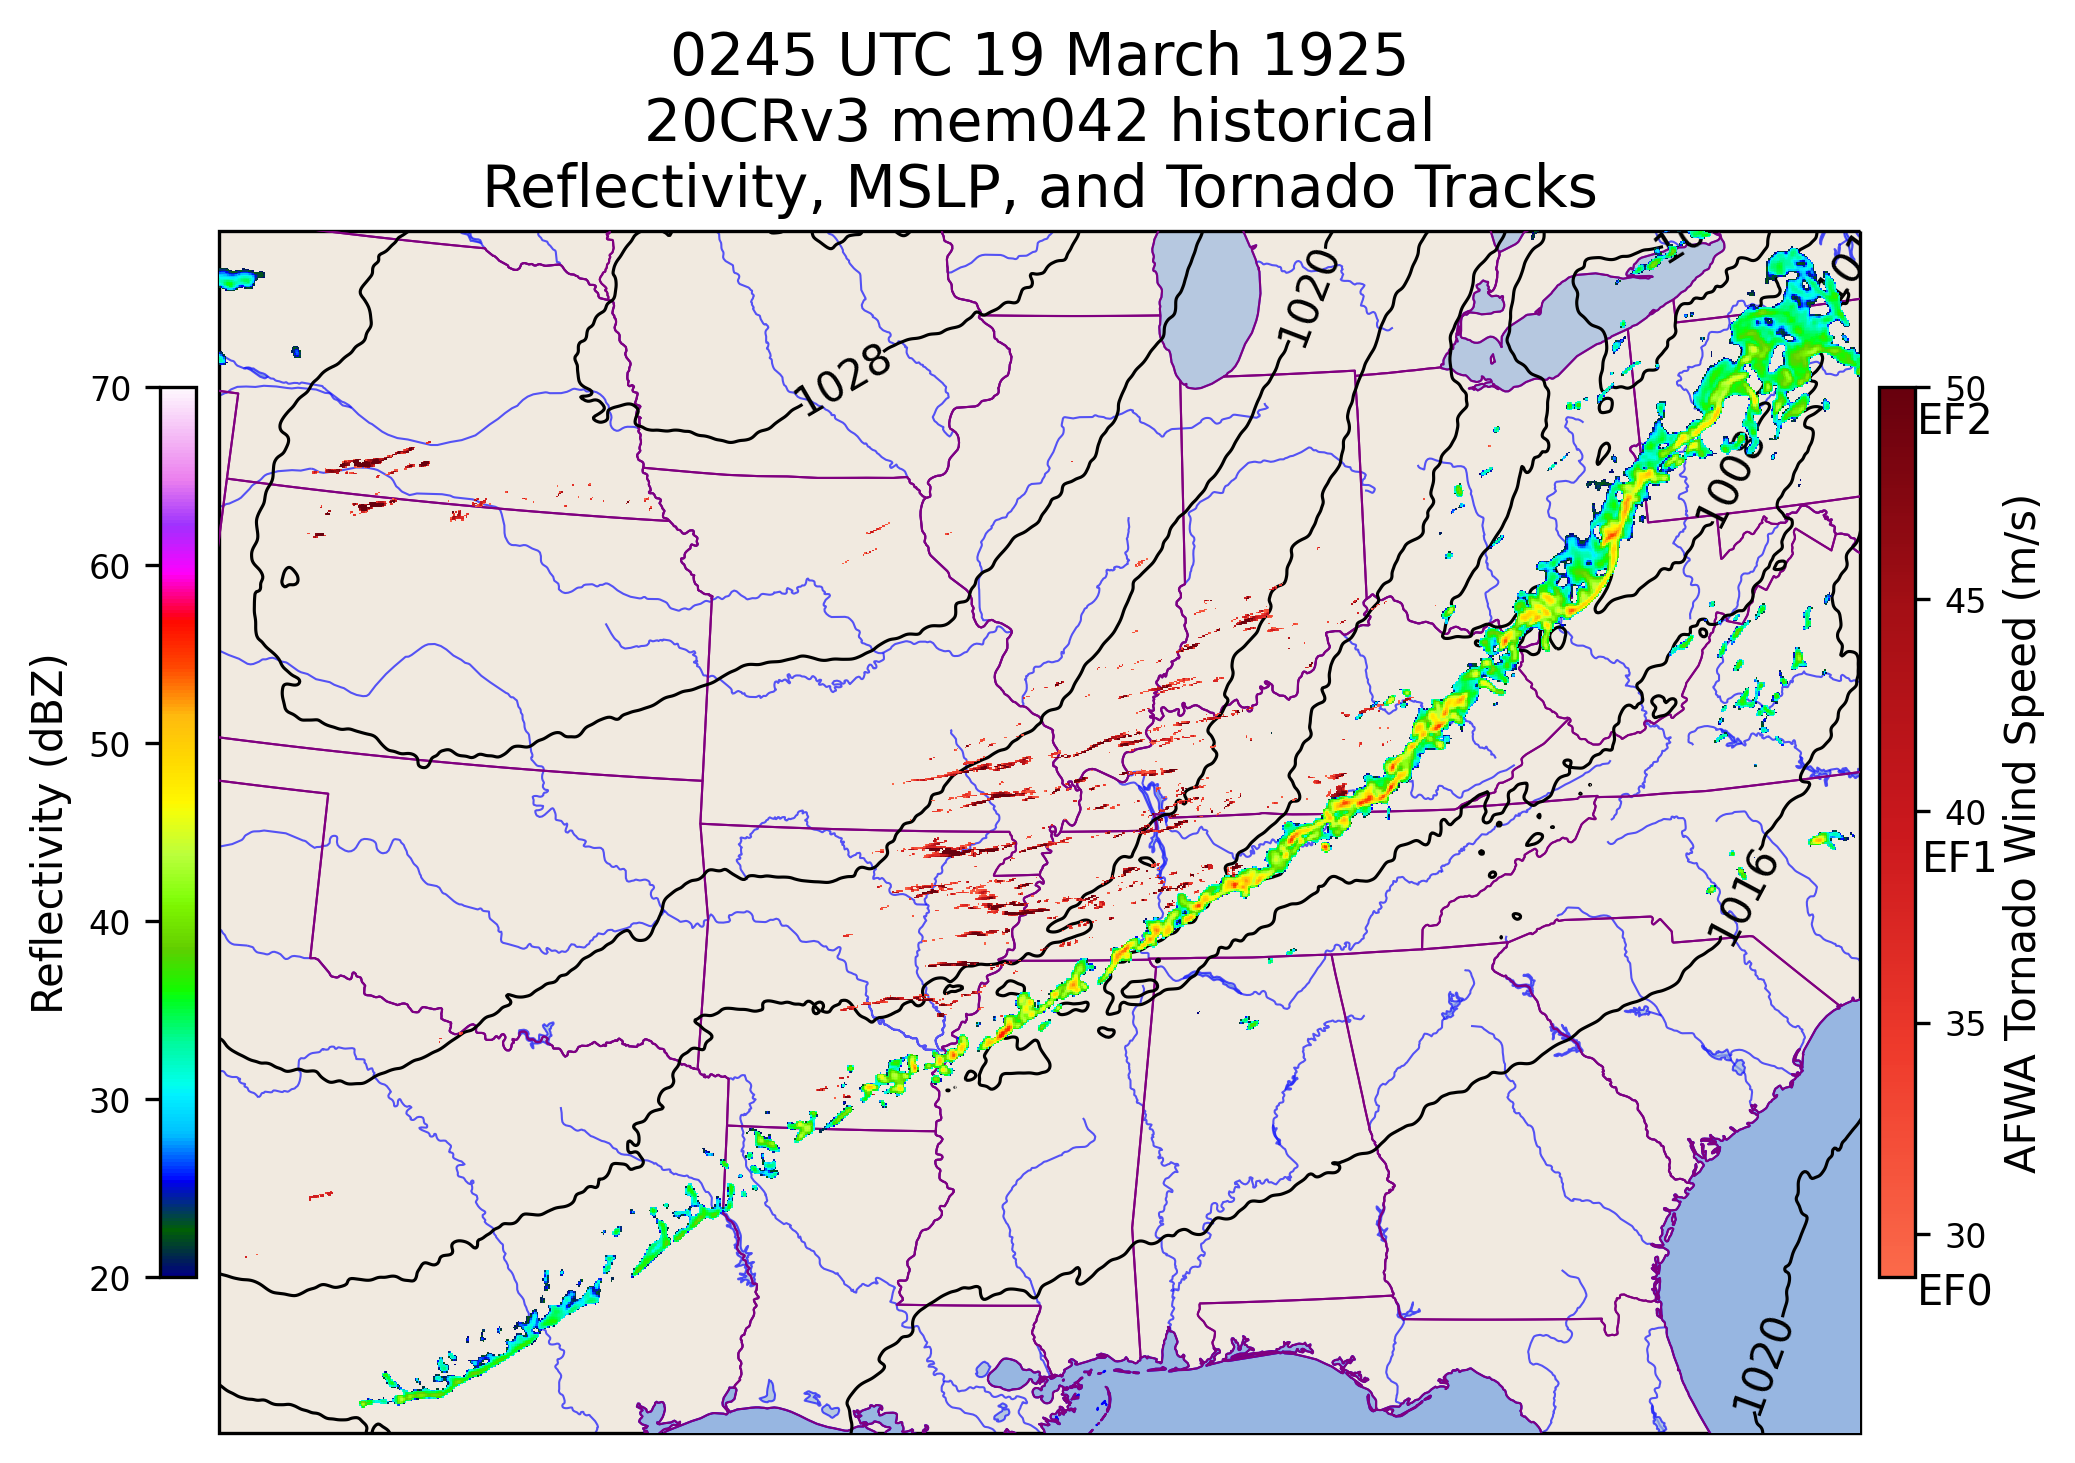 0245 UTC 19 March 1925
20CRv3 mem042 historical
Reflectivity, MSLP, and Tornado Tracks
1020
1028
1008
1016
1020
70
60
50
40
30
20
Reflectivity (dBZ)
50
EF2
45
40
EF1
35
30
EF0
AFWA Tornado Wind Speed (m/s)